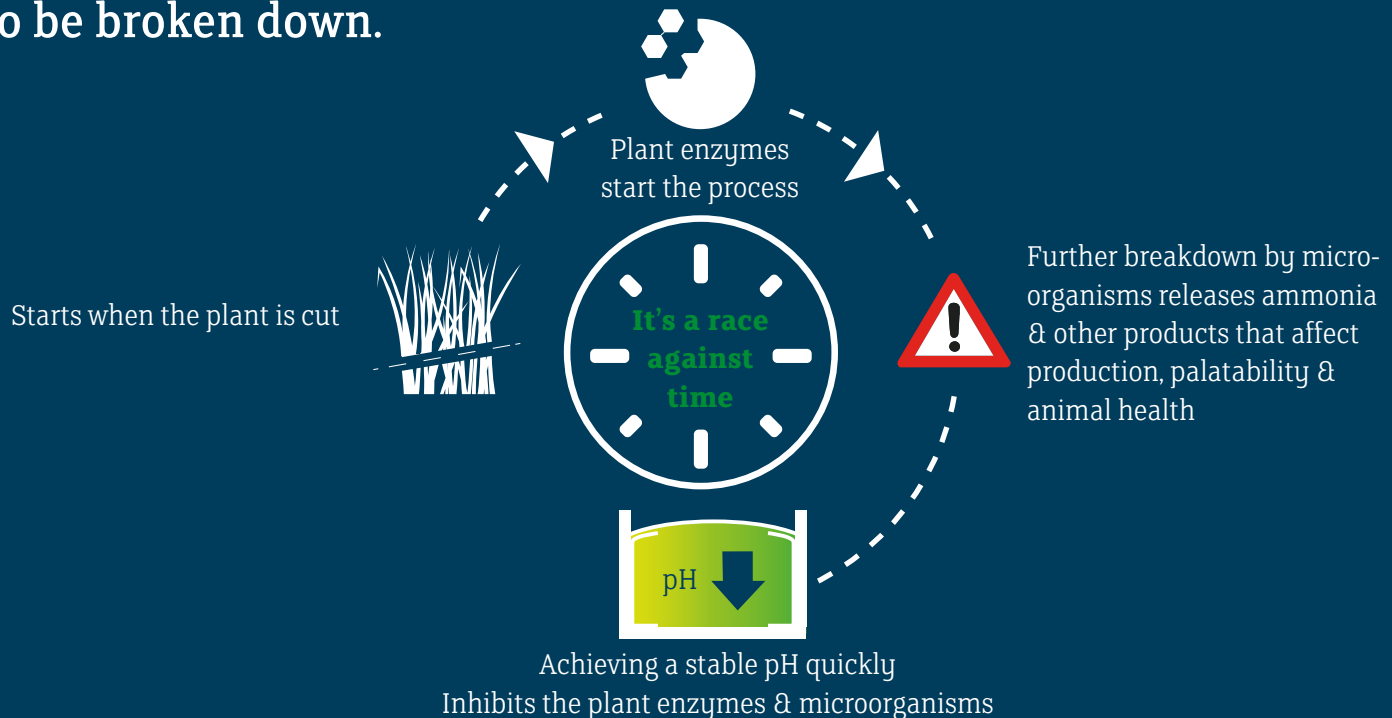 o be broken down.
Plant enzymes
start the process
Starts when the plant is cut
It's a race
against
time
Further breakdown by micro-
organisms releases ammonia
& other products that affect
production, palatability &
animal health
pH
Achieving a stable pH quickly
Inhibits the plant enzymes & microorganisms